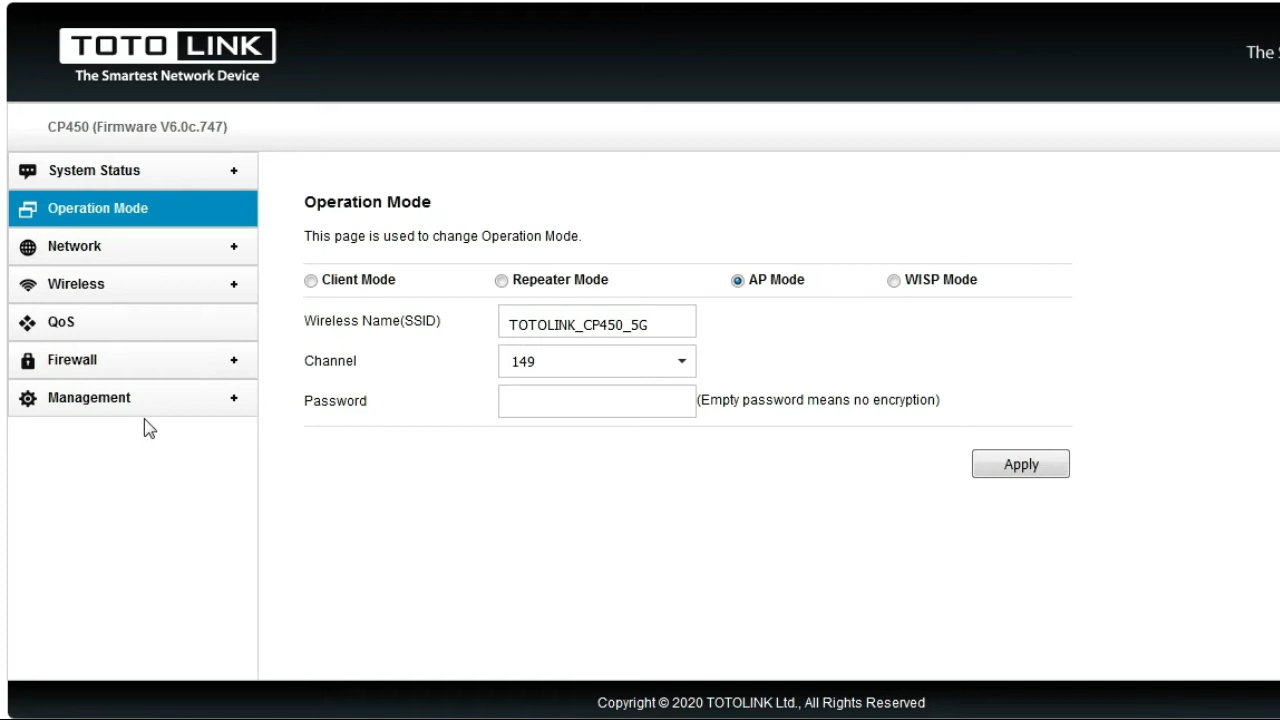 TOTO LINK
The Smartest Network Device
The
CP450 (Firmware V6.0c.747)
System Status +
Operation Mode
Network +
Wireless +
QoS
Firewall +
Management +
Operation Mode
This page is used to change Operation Mode.
Client Mode Repeater Mode AP Mode WISP Mode
Wireless Name(SSID) TOTOLINK_CP450_5G
Channel 149
Password (Empty password means no encryption)
Apply
Copyright © 2020 TOTOLINK Ltd., All Rights Reserved